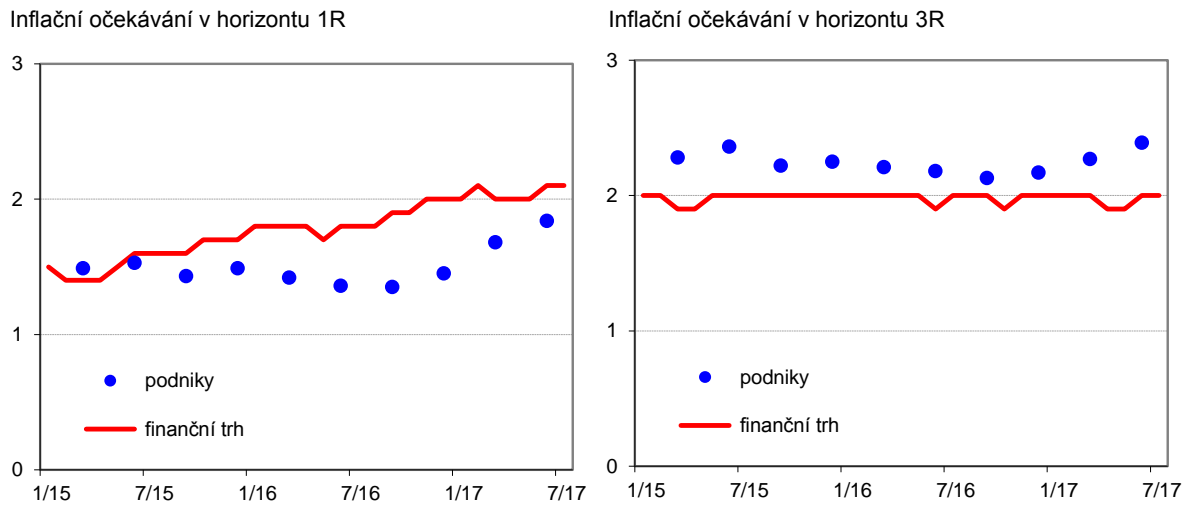 Inflační očekávání v horizontu 1R
3
2
1
0
podniky
finanční trh
1/15 7/15 1/16 7/16 1/17 7/17
Inflační očekávání v horizontu 3R
3
2
1
0
podniky
finanční trh
1/15 7/15 1/16 7/16 1/17 7/17